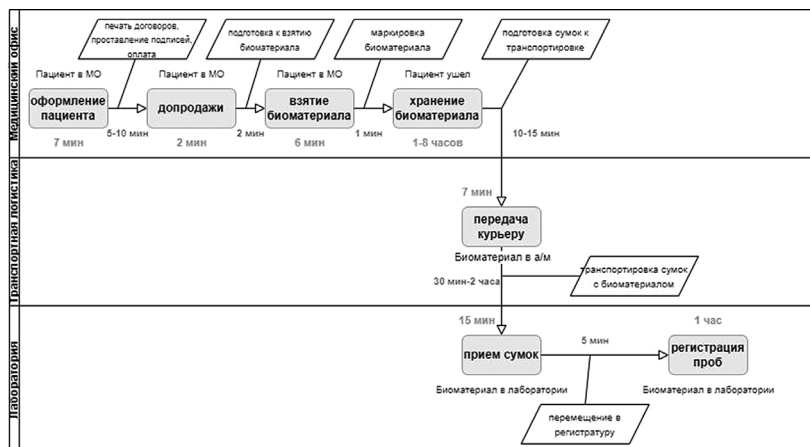 Медицинский офис
печать договоров,
проставление подписей,
оплата
подготовка к взятию
биоматериала
маркировка
биоматериала
подготовка сумок к
транспортировке
Пациент в МО
Пациент в МО
Пациент в МО
Пациент ушел
оформление
пациента
допродажи
взятие
биоматериала
хранение
биоматериала
5-10 мин
2 мин
1 мин
10-15 мин
7 мин
2 мин
6 мин
1-8 часов
Транспортная логистика
7 мин
передача
курьеру
Биоматериал в а/м
30 мин-2 часа
транспортировка сумок
с биоматериалом
Лаборатория
15 мин
5 мин
1 час
прием сумок
регистрация
проб
Биоматериал в лаборатории
Биоматериал в лаборатории
перемещение в
регистратуру